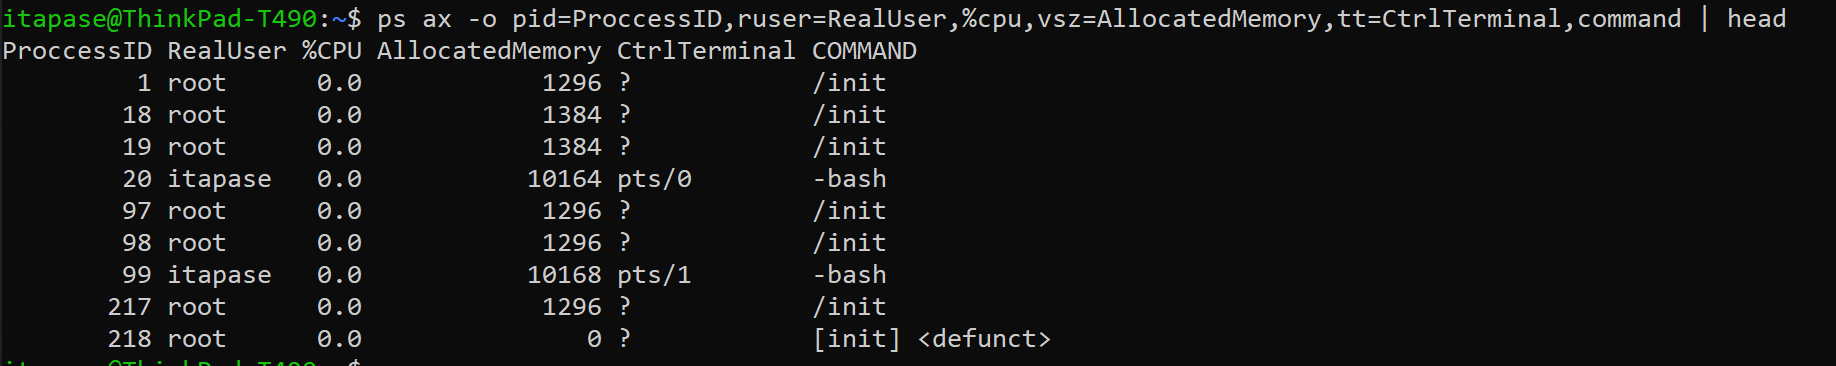 itapase@ThinkPad-T490:~$ ps ax -o pid=ProccessID,ruser=RealUser,%cpu,vsz=AllocatedMemory,tt=CtrlTerminal,command | head
ProccessID RealUser %CPU AllocatedMemory CtrlTerminal COMMAND
1 root 0.0 1296 ? /init
18 root 0.0 1384 ? /init
19 root 0.0 1384 ? /init
20 itapase 0.0 10164 pts/0 -bash
97 root 0.0 1296 ? /init
98 root 0.0 1296 ? /init
99 itapase 0.0 10168 pts/1 -bash
217 root 0.0 1296 ? /init
218 root 0.0 0 ? [init] <defunct>
itapase@ThinkPad-T490:~$